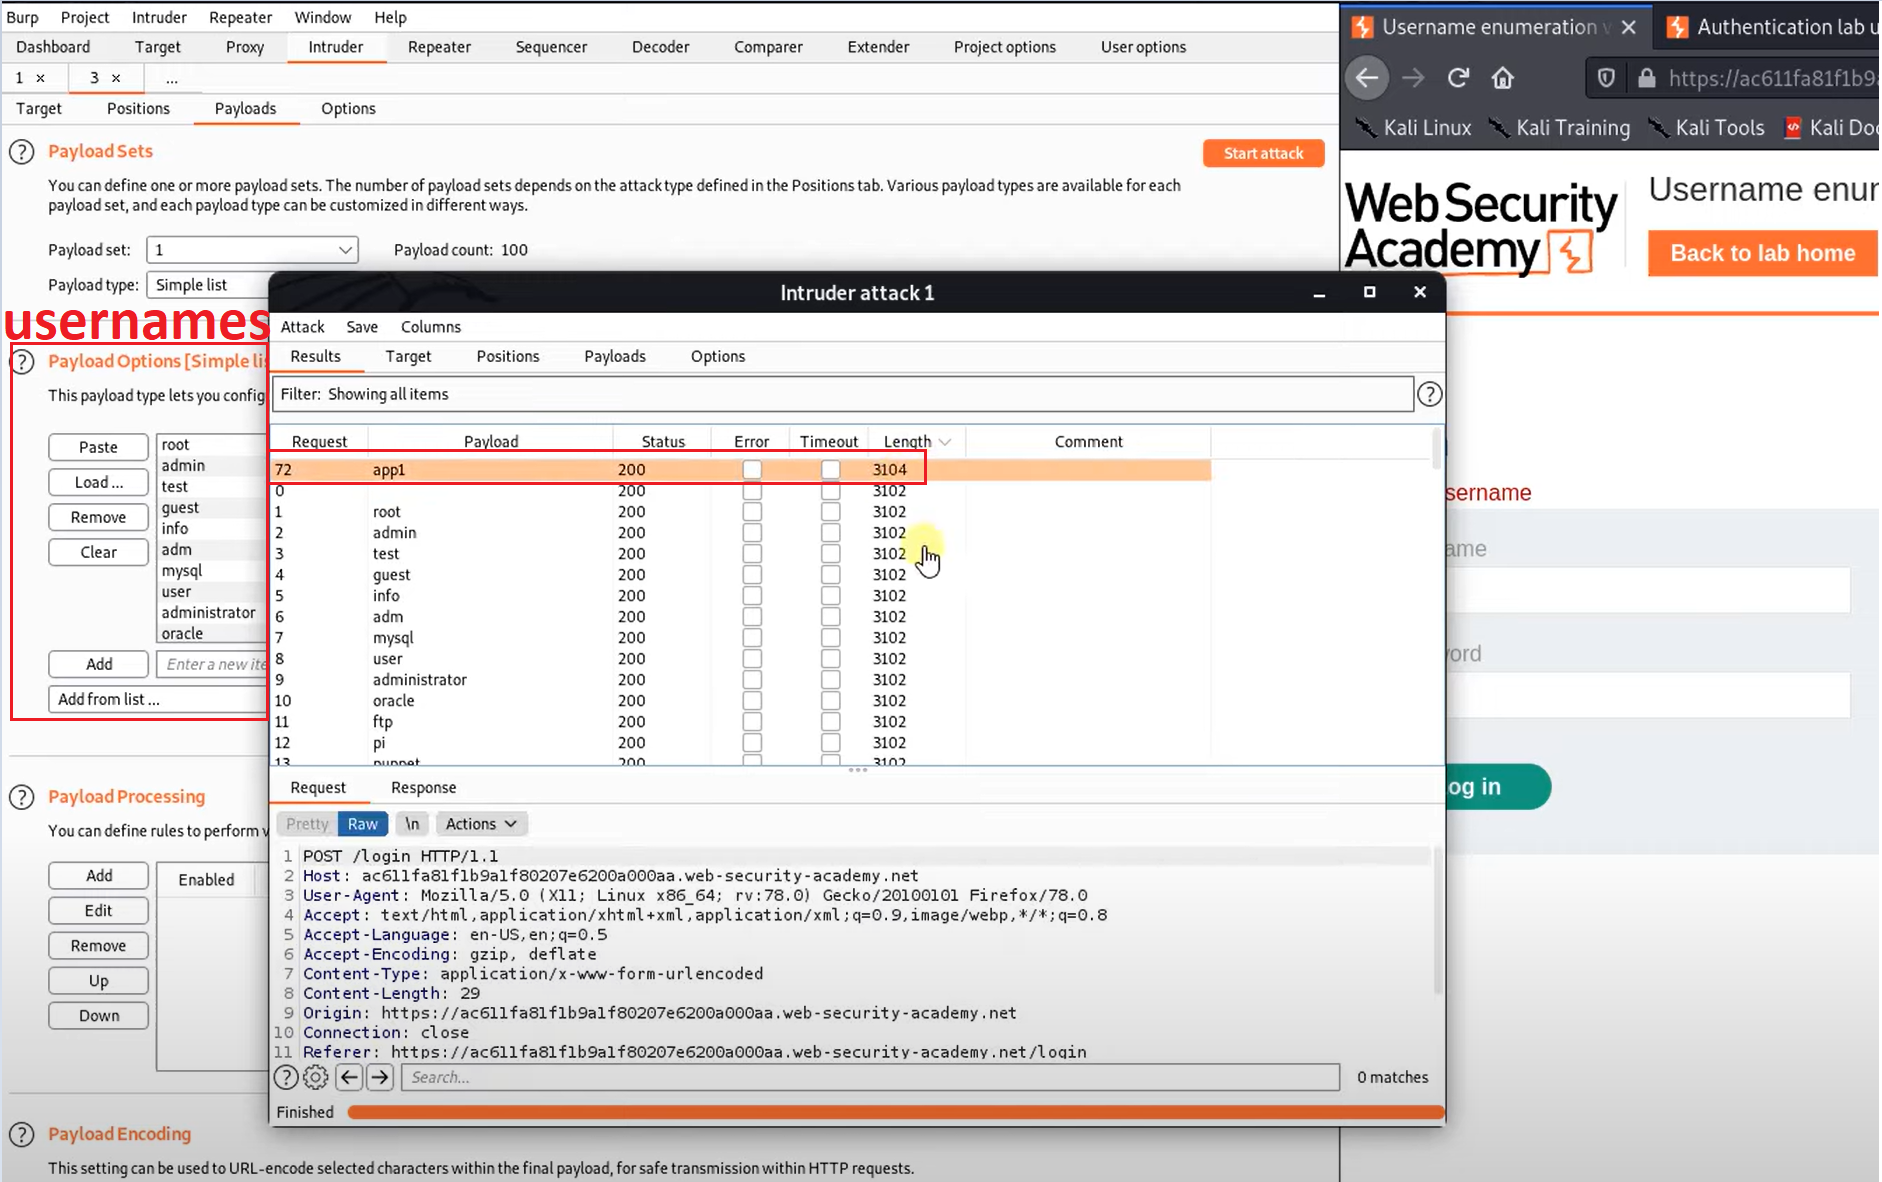 Burp Project Intruder Repeater Window Help
Dashboard Target Proxy Intruder Repeater Sequencer Decoder Comparer Extender Project options User options
1 × 3 × ...
Target Positions Payloads Options
? Payload Sets
Start attack
You can define one or more payload sets. The number of payload sets depends on the attack type defined in the Positions tab. Various payload types are available for each
payload set, and each payload type can be customized in different ways.
Payload set: 1 Payload count: 100
Payload type: Simple list
usernames
? Payload Options [Simple li
This payload type lets you config
Paste
Load ...
Remove
Clear
root
admin
test
guest
info
adm
mysql
user
administrator
oracle
Add Enter a new ite
Add from list ...
? Payload Processing
You can define rules to perform v
Add
Edit
Remove
Up
Down
Enabled
? Payload Encoding
This setting can be used to URL-encode selected characters within the final payload, for safe transmission within HTTP requests.
Intruder attack 1
Attack Save Columns
Results Target Positions Payloads Options
Filter: Showing all items ?
Request Payload Status Error Timeout Length Comment
72 app1 200 3104
0 200 3102
1 root 200 3102
2 admin 200 3102
3 test 200 3102
4 guest 200 3102
5 info 200 3102
6 adm 200 3102
7 mysql 200 3102
8 user 200 3102
9 administrator 200 3102
10 oracle 200 3102
11 ftp 200 3102
12 pi 200 3102
13 puppet 200 3102
Request Response
Pretty Raw \n Actions
1 POST /login HTTP/1.1
2 Host: ac611fa81f1b9a1f80207e6200a000aa.web-security-academy.net
3 User-Agent: Mozilla/5.0 (X11; Linux x86_64; rv:78.0) Gecko/20100101 Firefox/78.0
4 Accept: text/html,application/xhtml+xml,application/xml;q=0.9,image/webp,*/*;q=0.8
5 Accept-Language: en-US,en;q=0.5
6 Accept-Encoding: gzip, deflate
7 Content-Type: application/x-www-form-urlencoded
8 Content-Length: 29
9 Origin: https://ac611fa81f1b9a1f80207e6200a000aa.web-security-academy.net
10 Connection: close
11 Referer: https://ac611fa81f1b9a1f80207e6200a000aa.web-security-academy.net/login
? Search... 0 matches
Finished
Username enumeration v × Authentication lab u
https://ac611fa81f1b9a
Kali Linux Kali Training Kali Tools Kali Doc
Web Security
Academy
Username enum
Back to lab home
sername
ame
word
og in